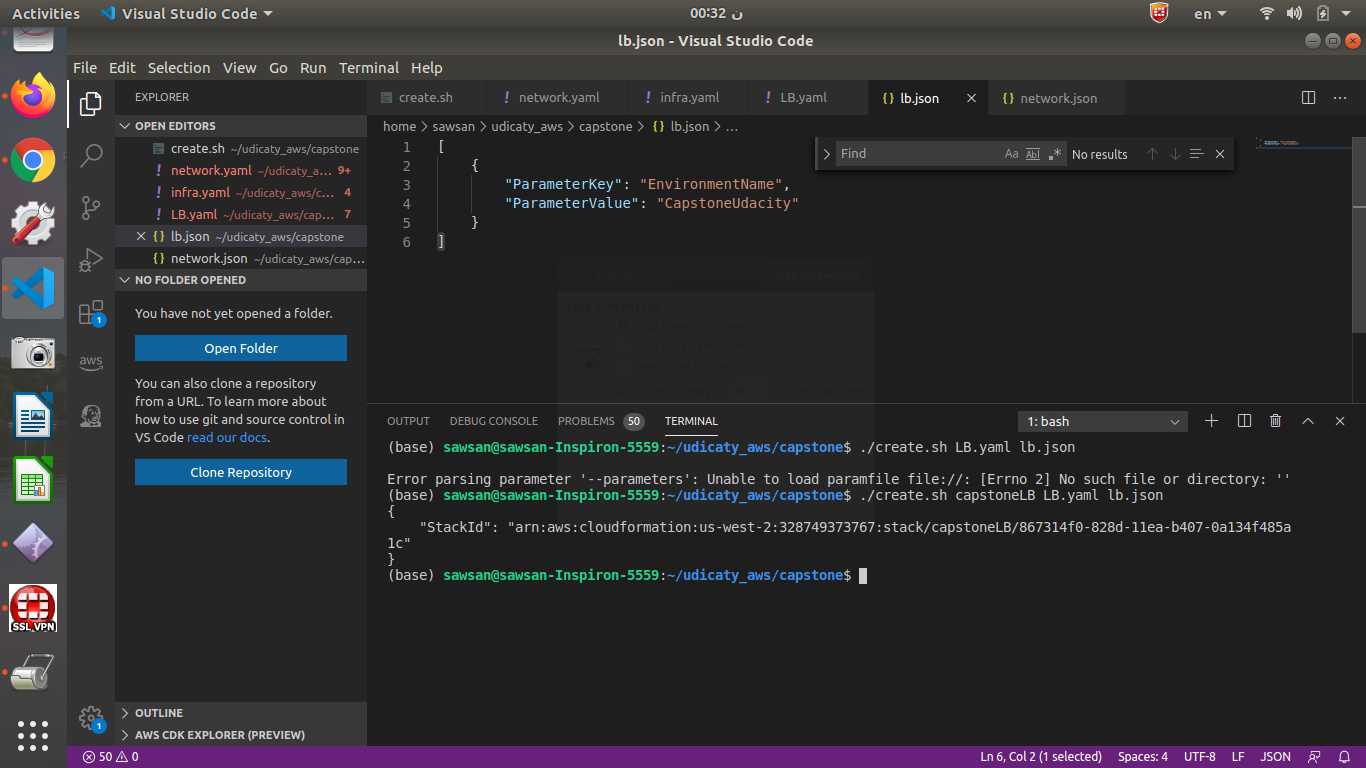 Activities Visual Studio Code 00:32 ن en
lb.json - Visual Studio Code
File Edit Selection View Go Run Terminal Help
EXPLORER
OPEN EDITORS
create.sh ~/udicaty_aws/capstone
network.yaml ~/udicaty_a... 9+
infra.yaml ~/udicaty_aws/c... 4
LB.yaml ~/udicaty_aws/cap... 7
lb.json ~/udicaty_aws/capstone
network.json ~/udicaty_aws/cap...
NO FOLDER OPENED
You have not yet opened a folder.
Open Folder
You can also clone a repository
from a URL. To learn more about
how to use git and source control in
VS Code read our docs.
Clone Repository
OUTLINE
AWS CDK EXPLORER (PREVIEW)
1
aws
1
SSL VPN
create.sh network.yaml infra.yaml LB.yaml lb.json network.json
home > sawsan > udicaty_aws > capstone > {} lb.json > ...
Find Aa Abl .* No results
1 [
2 {
3 "ParameterKey": "EnvironmentName",
4 "ParameterValue": "CapstoneUdacity"
5 }
6 ]
Take Screenshot
OUTPUT DEBUG CONSOLE PROBLEMS 50 TERMINAL 1: bash
(base) sawsan@sawsan-Inspiron-5559:~/udicaty_aws/capstone$ ./create.sh LB.yaml lb.json
Error parsing parameter '--parameters': Unable to load paramfile file://: [Errno 2] No such file or directory: ''
(base) sawsan@sawsan-Inspiron-5559:~/udicaty_aws/capstone$ ./create.sh capstoneLB LB.yaml lb.json
{
"StackId": "arn:aws:cloudformation:us-west-2:328749373767:stack/capstoneLB/867314f0-828d-11ea-b407-0a134f485a
1c"
}
(base) sawsan@sawsan-Inspiron-5559:~/udicaty_aws/capstone$
50 0 Ln 6, Col 2 (1 selected) Spaces: 4 UTF-8 LF JSON